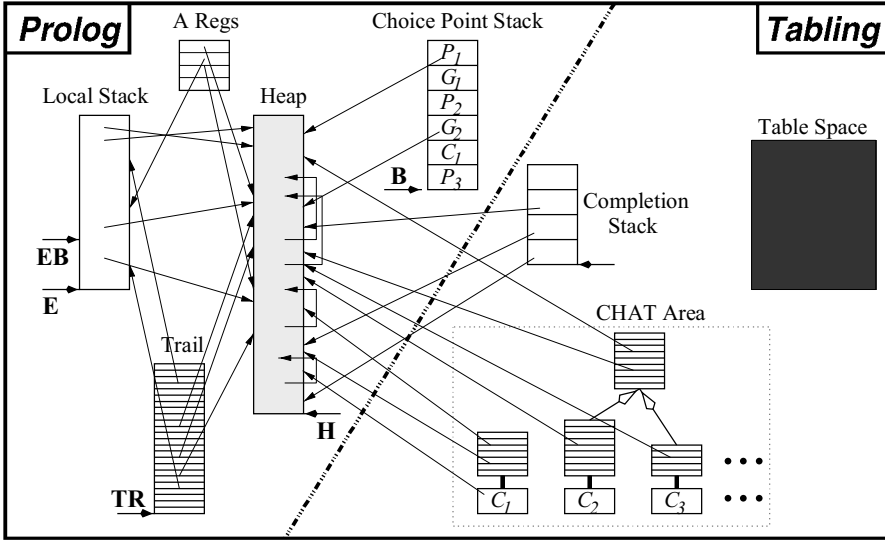 Prolog
A Regs
Choice Point Stack
Tabling
Local Stack
Heap
P1
G1
P2
G2
C1
P3
B
Table Space
Completion
Stack
EB
E
CHAT Area
Trail
H
TR
C1
C2
C3